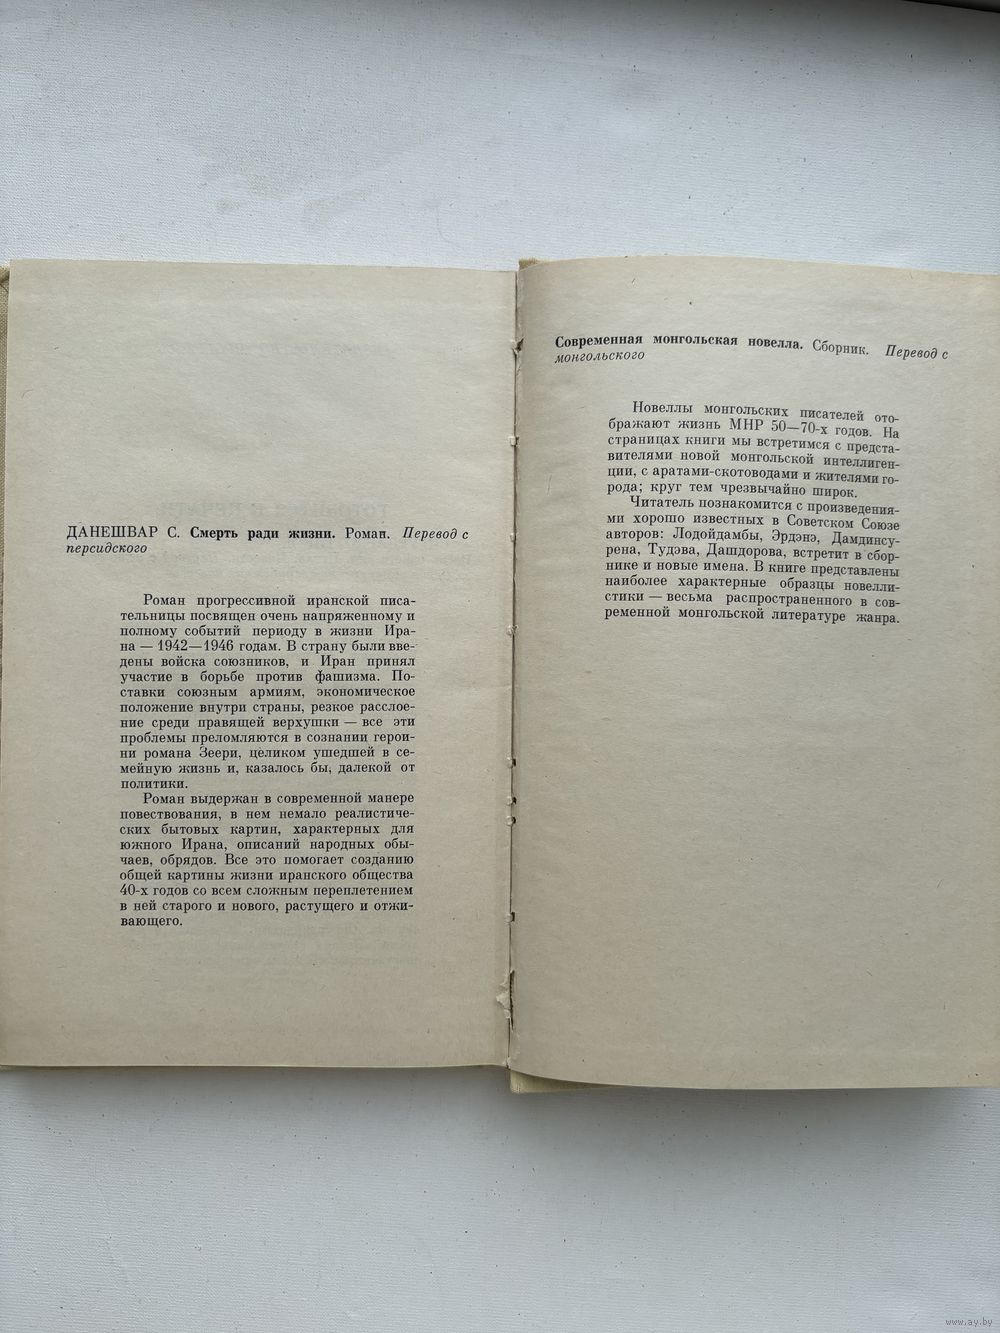 ДАНЕШВАР С. Смерть ради жизни. Роман. Перевод с
персидского
Роман прогрессивной иранской писа-
тельницы посвящен очень напряженному и
полному событий периоду в жизни Ира-
на — 1942—1946 годам. В страну были вве-
дены войска союзников, и Иран принял
участие в борьбе против фашизма. По-
ставки союзным армиям, экономическое
положение внутри страны, резкое расслое-
ние среди правящей верхушки — все эти
проблемы преломляются в сознании герои-
ни романа Зеери, целиком ушедшей в се-
мейную жизнь и, казалось бы, далекой от
политики.
Роман выдержан в современной манере
повествования, в нем немало реалистиче-
ских бытовых картин, характерных для
южного Ирана, описаний народных обы-
чаев, обрядов. Все это помогает созданию
общей картины жизни иранского общества
40-х годов со всем сложным переплетением
в ней старого и нового, растущего и отжи-
вающего.
Современная монгольская новелла. Сборник. Перевод с
монгольского
Новеллы монгольских писателей ото-
бражают жизнь МНР 50—70-х годов. На
страницах книги мы встретимся с предста-
вителями новой монгольской интеллиген-
ции, с аратами-скотоводами и жителями го-
рода; круг тем чрезвычайно широк.
Читатель познакомится с произведения-
ми хорошо известных в Советском Союзе
авторов: Лодойдамбы, Эрдэнэ, Дамдинсу-
рена, Тудэва, Дашдорова, встретит в сбор-
нике и новые имена. В книге представлены
наиболее характерные образцы новелли-
стики — весьма распространенного в сов-
ременной монгольской литературе жанра.
www.ay.by